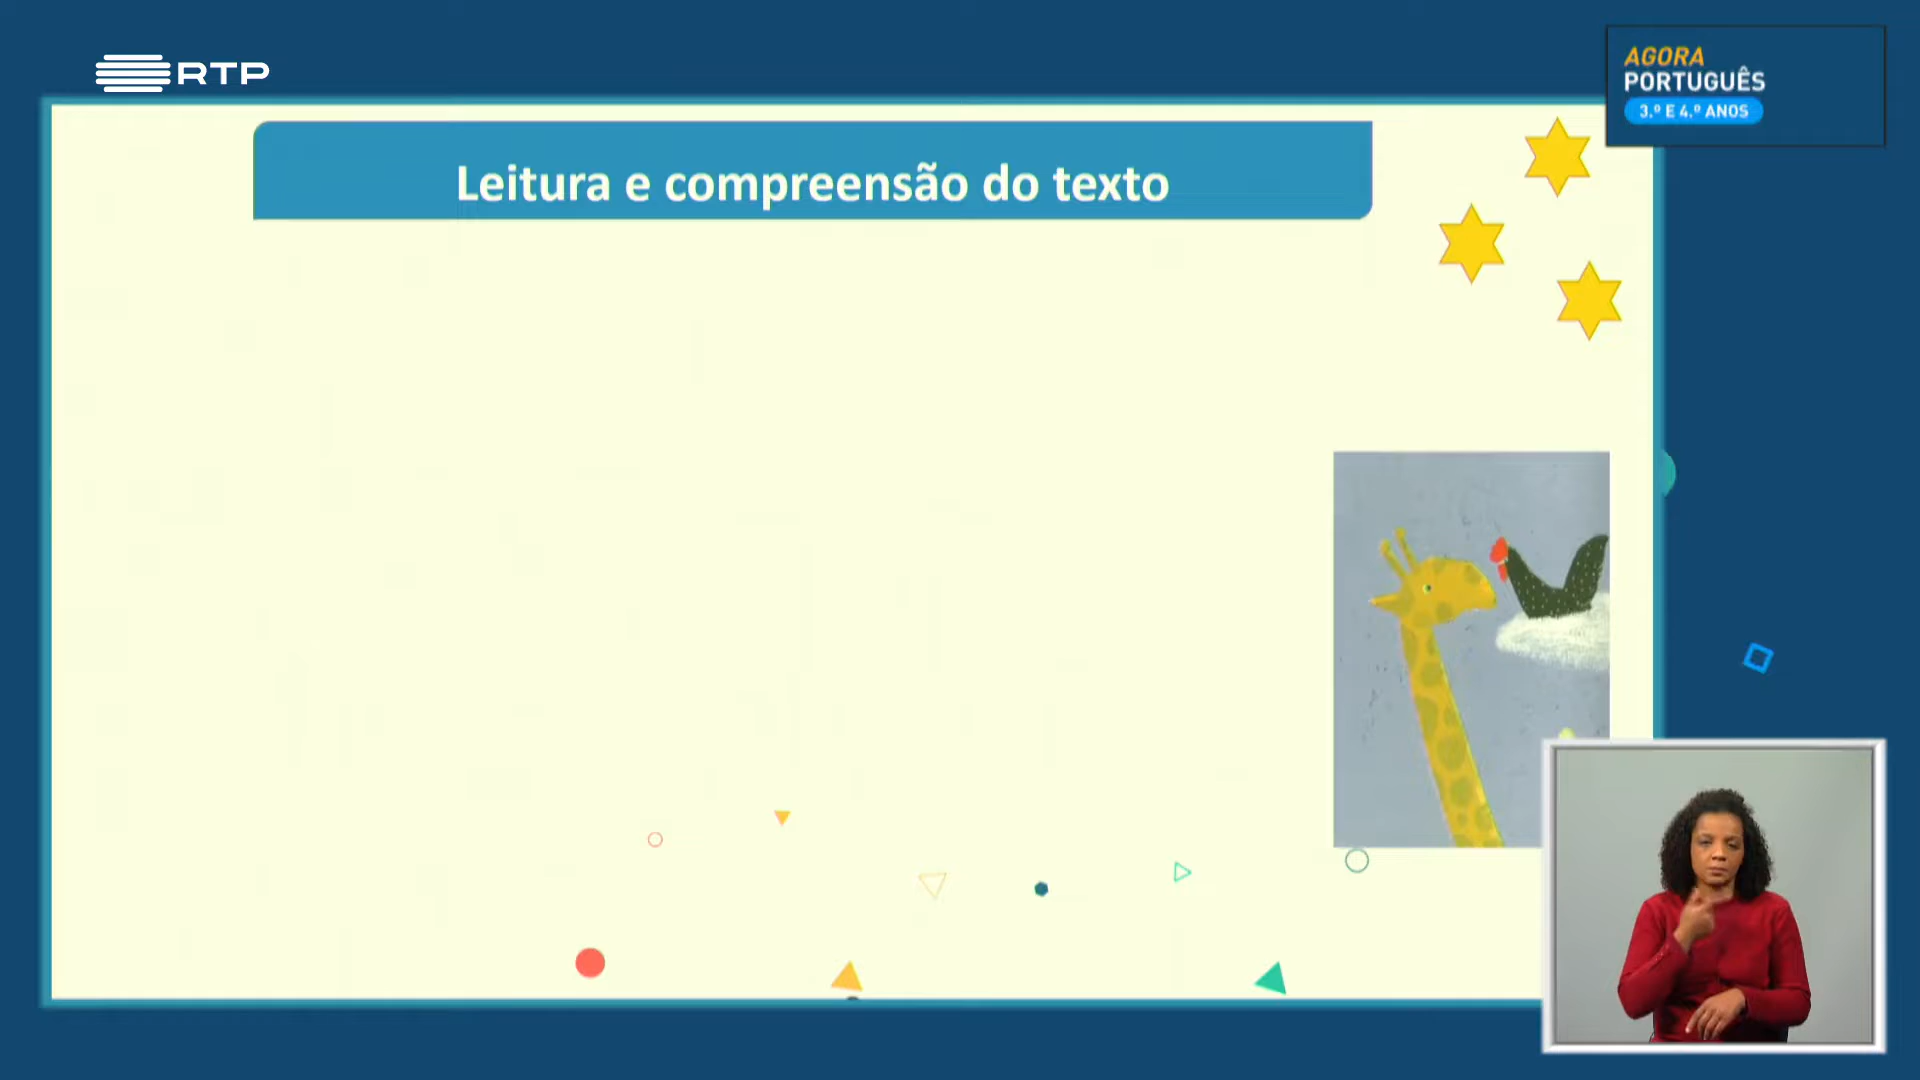 RTP
AGORA
PORTUGUÊS
3.º E 4.º ANOS
Leitura e compreensão do texto